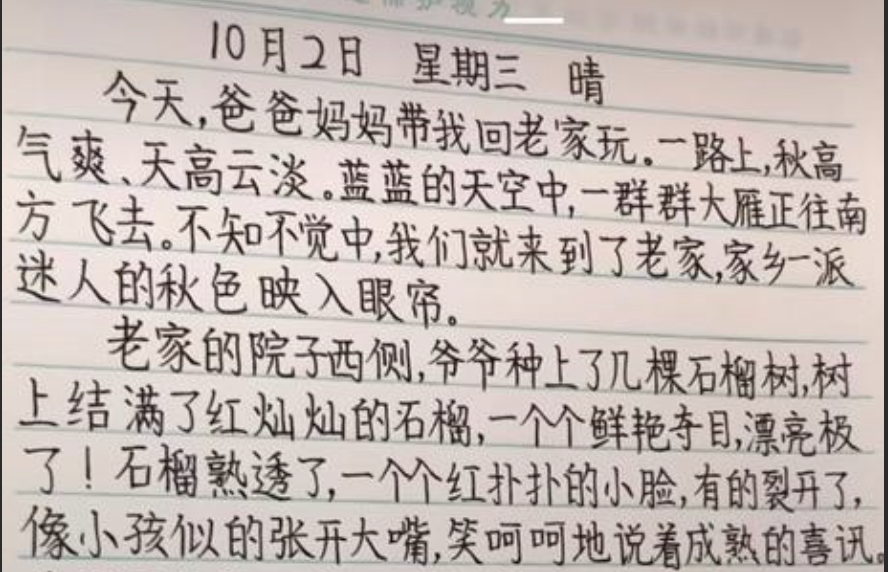 护视力
10月2日 星期三 晴
今天,爸爸妈妈带我回老家玩。一路上,秋高
气爽、天高云淡。蓝蓝的天空中,一群群大雁正往南
方飞去。不知不觉中,我们就来到了老家,家乡一派
迷人的秋色映入眼帘。
老家的院子西侧,爷爷种上了几棵石榴树,树
上结满了红灿灿的石榴,一个个鲜艳夺目,漂亮极
了!石榴熟透了,一个个红扑扑的小脸,有的裂开了,
像小孩似的张开大嘴,笑呵呵地说着成熟的喜讯。